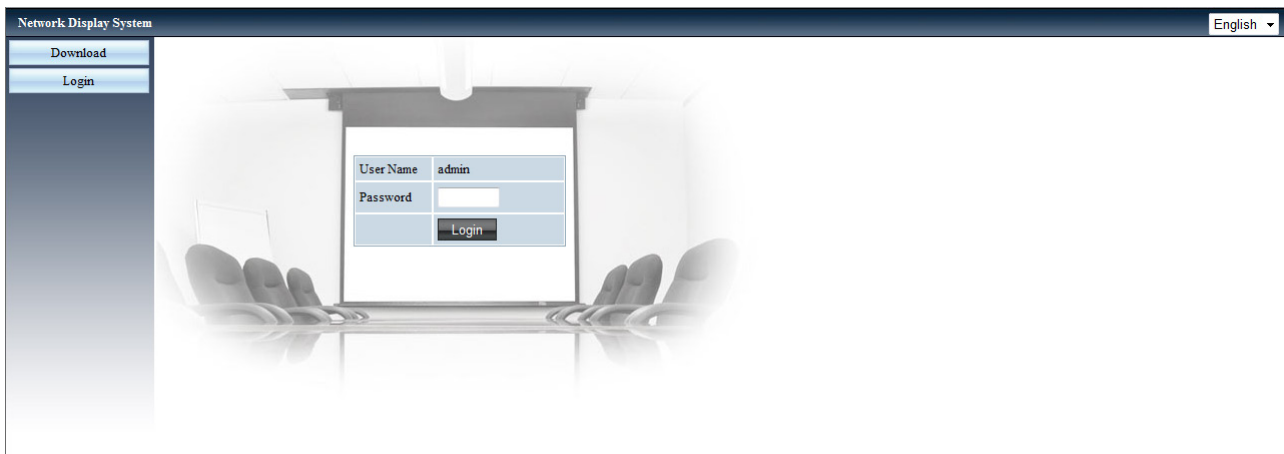 Network Display System
English
Download
Login
User Name admin
Password
Login